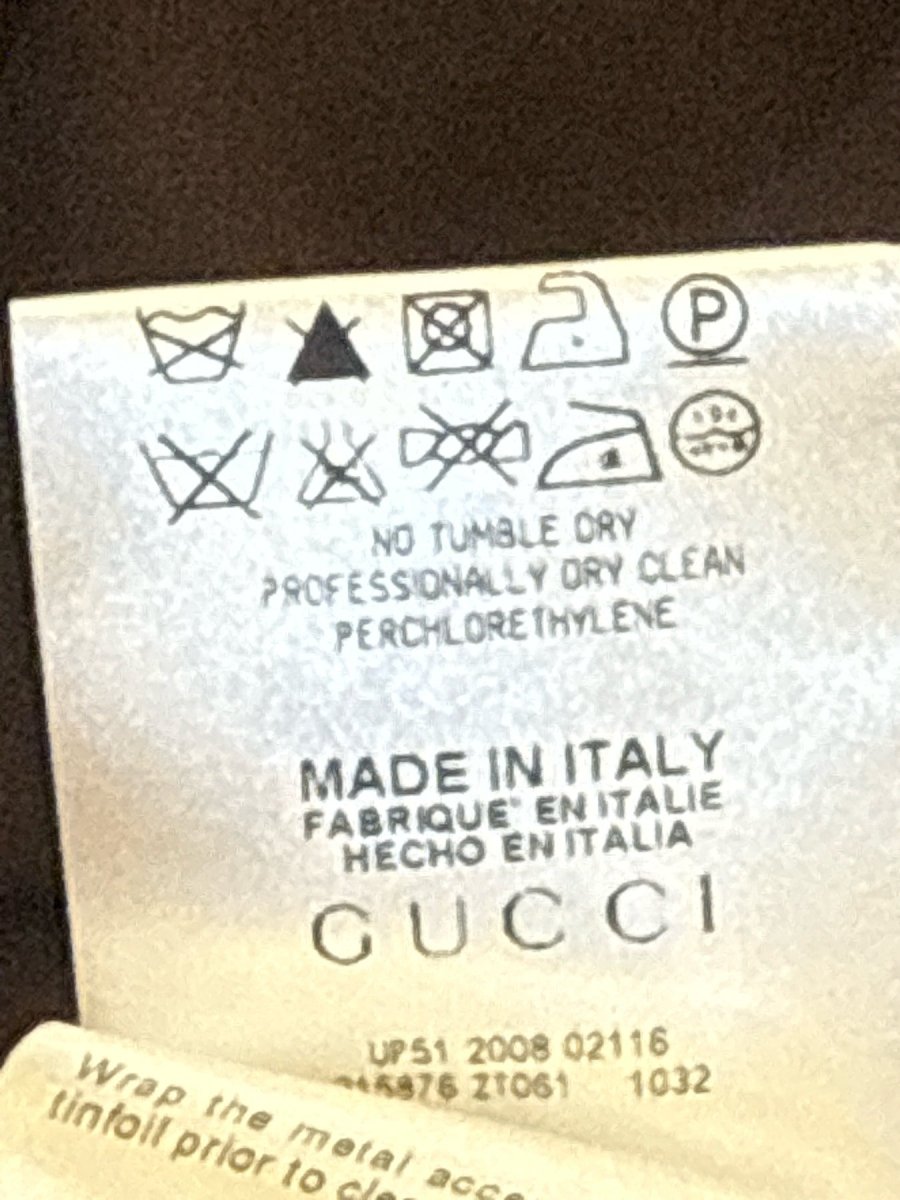 P
NO TUMBLE DRY
PROFESSIONALLY DRY CLEAN
PERCHLORETHYLENE
MADE IN ITALY
FABRIQUE' EN ITALIE
HECHO EN ITALIA
GUCCI
UP51 2008 02116
ZT061 1032
Wrap the metal
tinfoil prior to